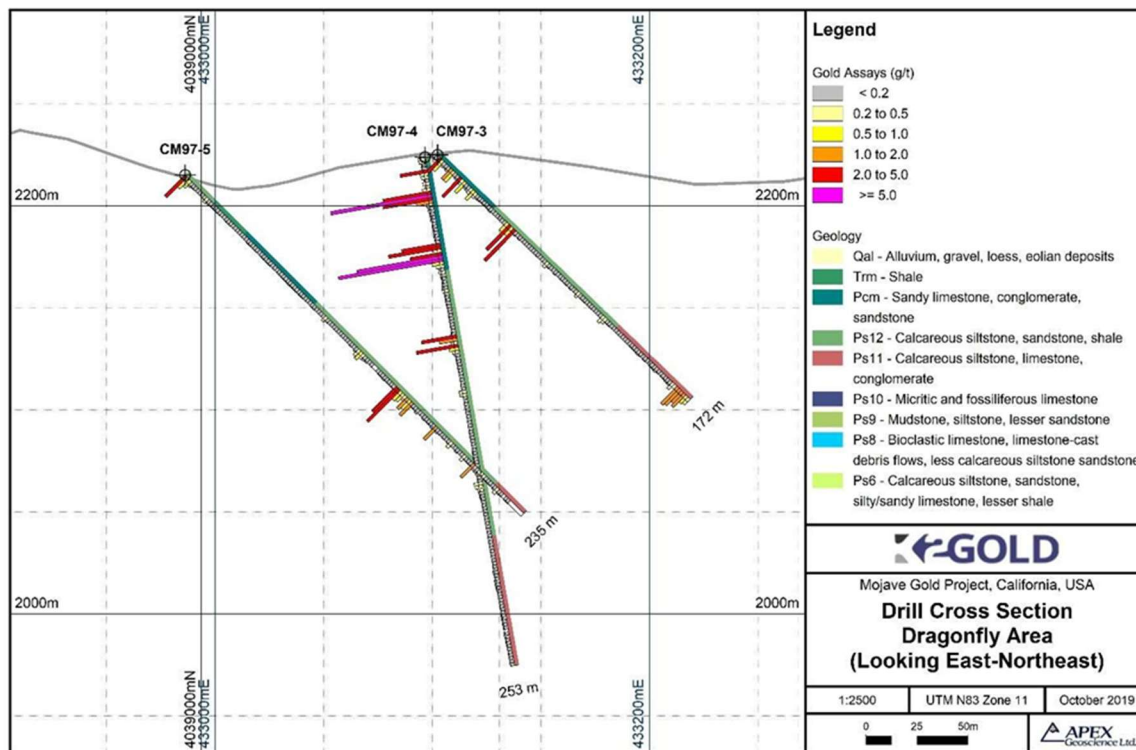 4039000mN
433000mE
433200mE
CM97-5
CM97-4
CM97-3
2200m
2200m
172 m
235 m
2000m
2000m
253 m
4039000mN
433000mE
433200mE
Legend
Gold Assays (g/t)
< 0.2
0.2 to 0.5
0.5 to 1.0
1.0 to 2.0
2.0 to 5.0
>= 5.0
Geology
Qal - Alluvium, gravel, loess, eolian deposits
Trm - Shale
Pcm - Sandy limestone, conglomerate,
sandstone
Ps12 - Calcareous siltstone, sandstone, shale
Ps11 - Calcareous siltstone, limestone,
conglomerate
Ps10 - Micritic and fossiliferous limestone
Ps9 - Mudstone, siltstone, lesser sandstone
Ps8 - Bioclastic limestone, limestone-cast
debris flows, less calcareous siltstone sandstone
Ps6 - Calcareous siltstone, sandstone,
silty/sandy limestone, lesser shale
K2GOLD
Mojave Gold Project, California, USA
Drill Cross Section
Dragonfly Area
(Looking East-Northeast)
1:2500
UTM N83 Zone 11
October 2019
0 25 50m
APEX
Geoscience Ltd.